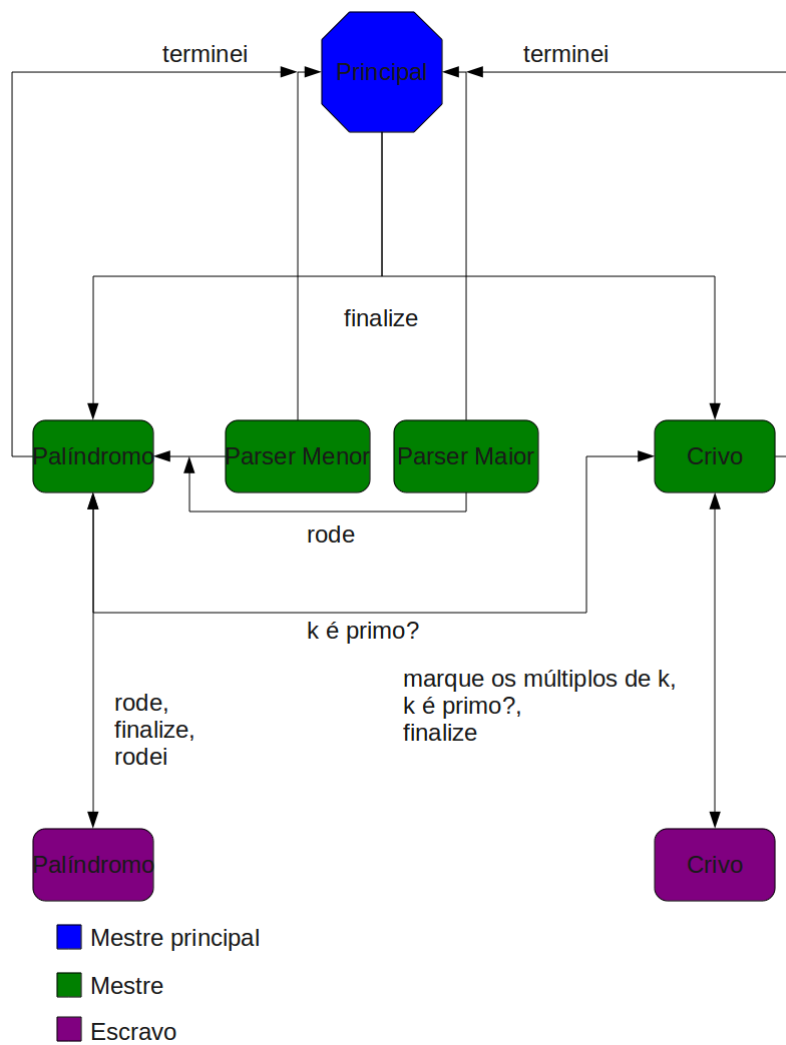 terminei
terminei
Principal
finalize
Palíndromo
Parser Menor
Parser Maior
Crivo
rode
k é primo?
marque os múltiplos de k,
k é primo?,
finalize
rode,
finalize,
rodei
Palíndromo
Crivo
Mestre principal
Mestre
Escravo